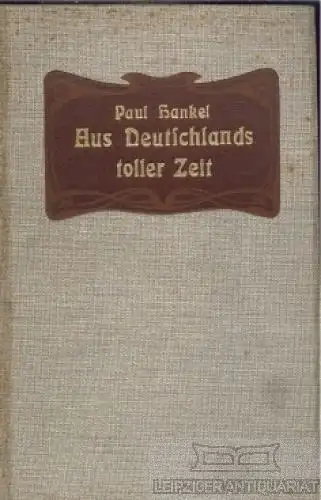 Paul Hankel
Aus Deutſchlands
toller Zeit
LEIPZIGER ANTIQUARIAT